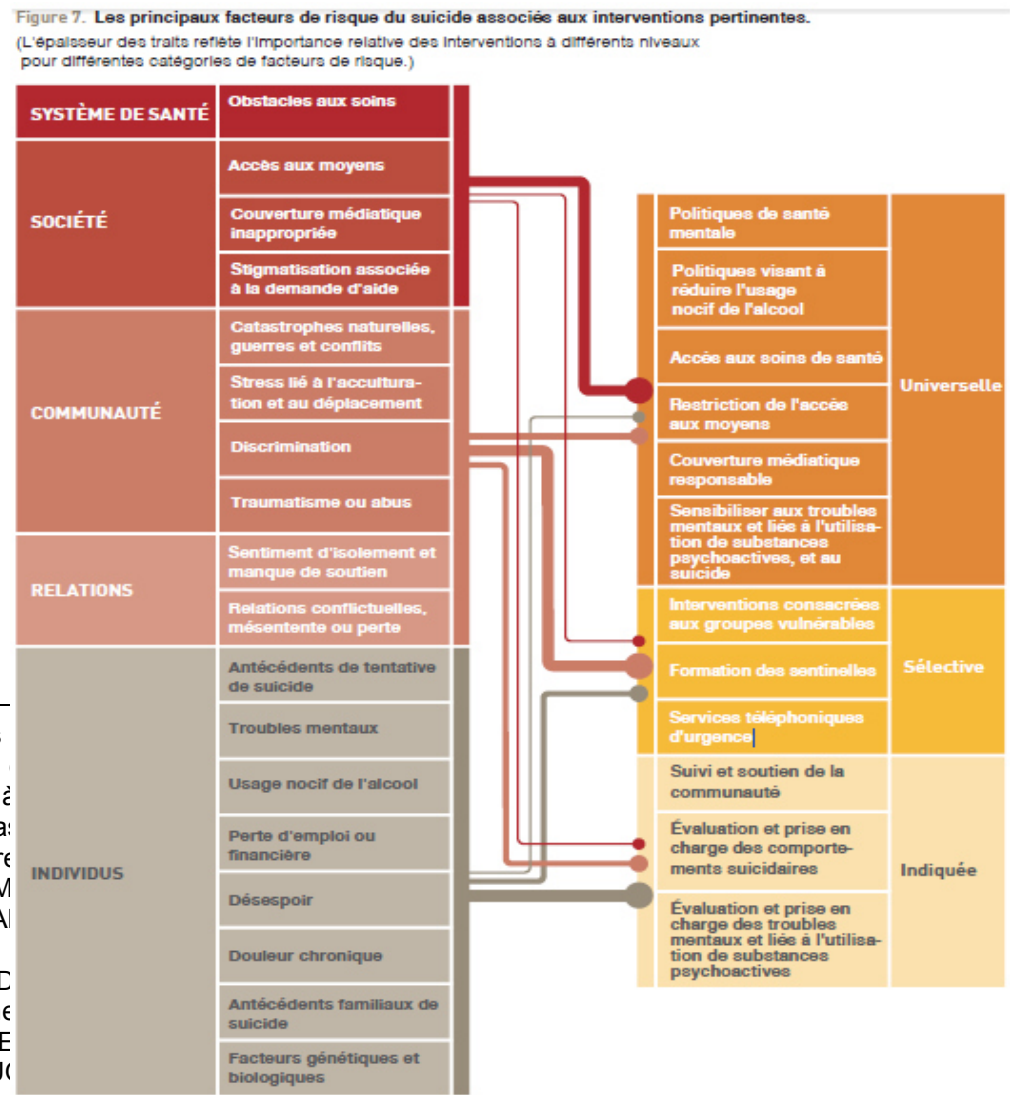 Figure 7. Les principaux facteurs de risque du suicide associés aux interventions pertinentes.
(L'épaisseur des traits reflète l'importance relative des interventions à différents niveaux
pour différentes catégories de facteurs de risque.)
SYSTÈME DE SANTÉ
Obstacles aux soins
SOCIÉTÉ
Accès aux moyens
Couverture médiatique
inappropriée
Stigmatisation associée
à la demande d'aide
COMMUNAUTÉ
Catastrophes naturelles,
guerres et conflits
Stress lié à l'accultura-
tion et au déplacement
Discrimination
Traumatisme ou abus
RELATIONS
Sentiment d'isolement et
manque de soutien
Relations conflictuelles,
mésentente ou perte
INDIVIDUS
Antécédents de tentative
de suicide
Troubles mentaux
Usage nocif de l'alcool
Perte d'emploi ou
financière
Désespoir
Douleur chronique
Antécédents familiaux de
suicide
Facteurs génétiques et
biologiques
Politiques de santé
mentale
Politiques visant à
réduire l'usage
nocif de l'alcool
Accès aux soins de santé
Restriction de l'accès
aux moyens
Couverture médiatique
responsable
Sensibiliser aux troubles
mentaux et liés à l'utilisa-
tion de substances
psychoactives, et au
suicide
Universelle
Interventions consacrées
aux groupes vulnérables
Formation des sentinelles
Services téléphoniques
d'urgence
Sélective
Suivi et soutien de la
communauté
Évaluation et prise en
charge des comporte-
ments suicidaires
Évaluation et prise en
charge des troubles
mentaux et liés à l'utilisa-
tion de substances
psychoactives
Indiquée